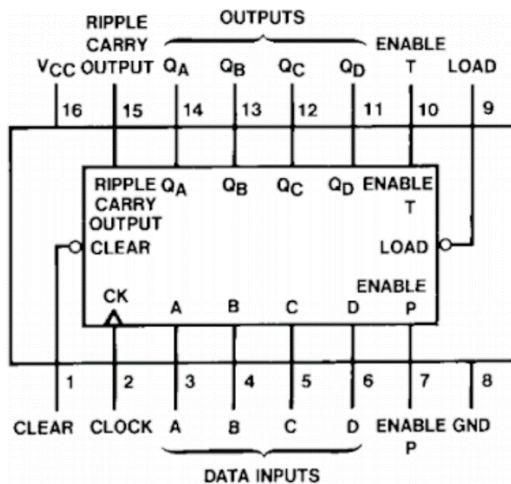 RIPPLE
CARRY
OUTPUT
OUTPUTS
VCC
QA QB QC QD
ENABLE
T
LOAD
16 15 14 13 12 11 10 9
RIPPLE
CARRY
OUTPUT
QA QB QC QD
ENABLE
T
CLEAR
LOAD
CK
ENABLE
P
A B C D
1 2 3 4 5 6 7 8
CLEAR CLOCK A B C D ENABLE GND
P
DATA INPUTS